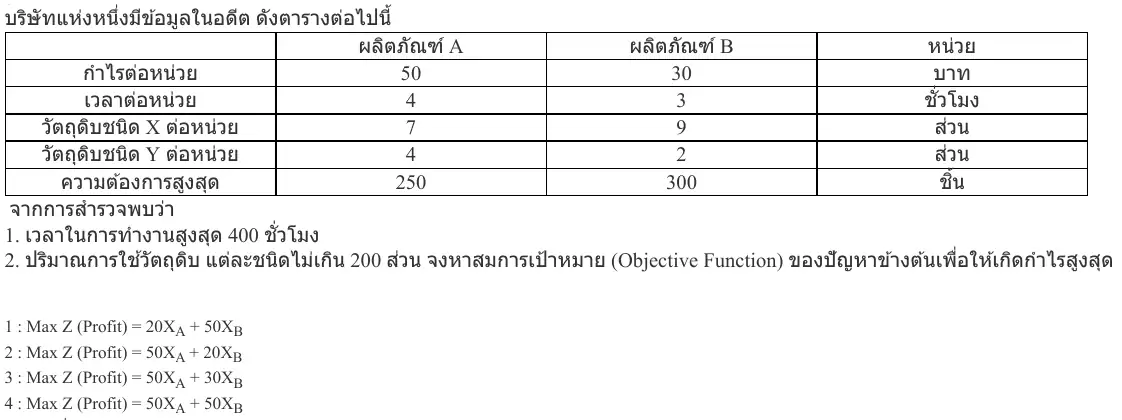 บริษัทแห่งหนึ่งมีข้อมูลในอดีต ดังตารางต่อไปนี้
ผลิตภัณฑ์ A ผลิตภัณฑ์ B หน่วย
กำไรต่อหน่วย 50 30 บาท
เวลาต่อหน่วย 4 3 ชั่วโมง
วัตถุดิบชนิด X ต่อหน่วย 7 9 ส่วน
วัตถุดิบชนิด Y ต่อหน่วย 4 2 ส่วน
ความต้องการสูงสุด 250 300 ชิ้น
จากการสำรวจพบว่า
1. เวลาในการทำงานสูงสุด 400 ชั่วโมง
2. ปริมาณการใช้วัตถุดิบ แต่ละชนิดไม่เกิน 200 ส่วน จงหาสมการเป้าหมาย (Objective Function) ของปัญหาข้างต้นเพื่อให้เกิดกำไรสูงสุด
1 : Max Z (Profit) = 20XA + 50XB
2 : Max Z (Profit) = 50XA + 20XB
3 : Max Z (Profit) = 50XA + 30XB
4 : Max Z (Profit) = 50XA + 50XB